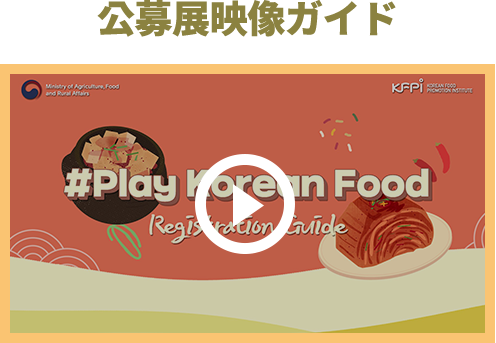 公募展映像ガイド
Ministry of Agriculture, Food
and Rural Affairs
KFPI KOREAN FOOD
PROMOTION INSTITUTE
#Play Korean Food
Registration Guide